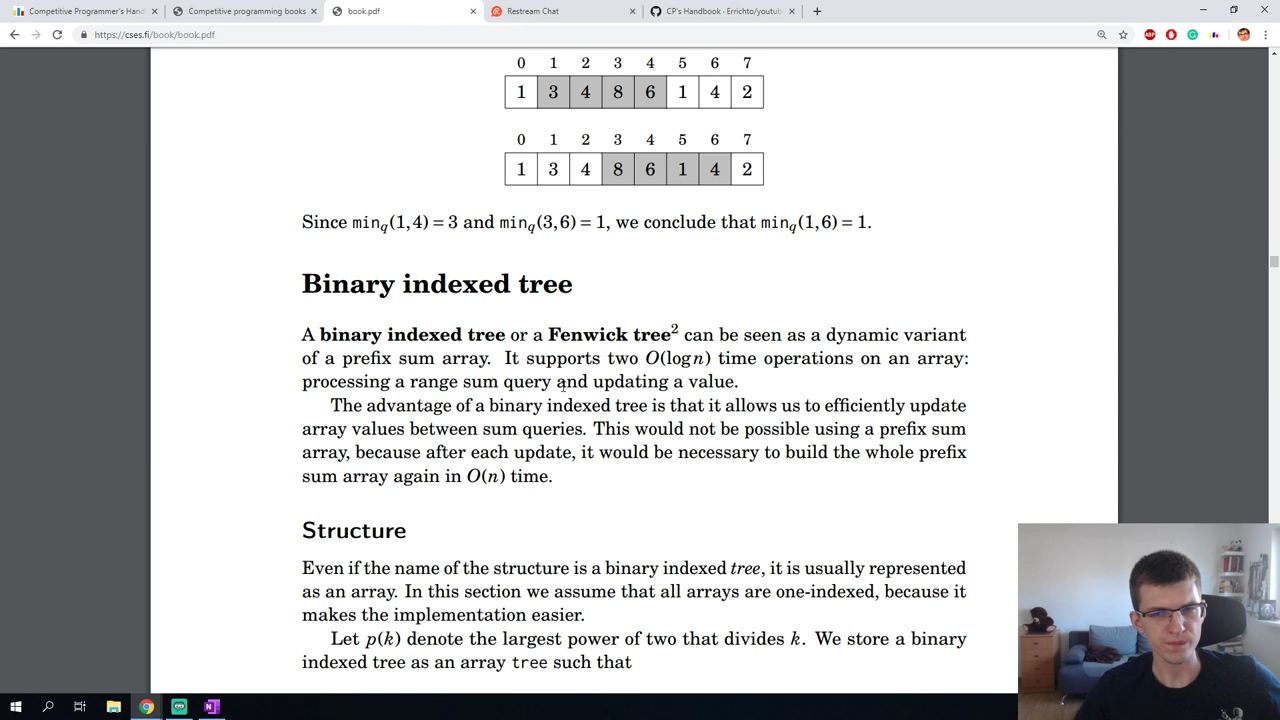 Competitive Programmer's Hand
Competitive programming books
book.pdf
Restream Chat
CP's Handbook · Errichto/youtub
https://cses.fi/book/book.pdf
0 1 2 3 4 5 6 7
1 3 4 8 6 1 4 2
0 1 2 3 4 5 6 7
1 3 4 8 6 1 4 2
Since minq(1,4) = 3 and minq(3,6) = 1, we conclude that minq(1,6) = 1.
Binary indexed tree
A binary indexed tree or a Fenwick tree² can be seen as a dynamic variant
of a prefix sum array. It supports two O(log n) time operations on an array:
processing a range sum query and updating a value.
The advantage of a binary indexed tree is that it allows us to efficiently update
array values between sum queries. This would not be possible using a prefix sum
array, because after each update, it would be necessary to build the whole prefix
sum array again in O(n) time.
Structure
Even if the name of the structure is a binary indexed tree, it is usually represented
as an array. In this section we assume that all arrays are one-indexed, because it
makes the implementation easier.
Let p(k) denote the largest power of two that divides k. We store a binary
indexed tree as an array tree such that